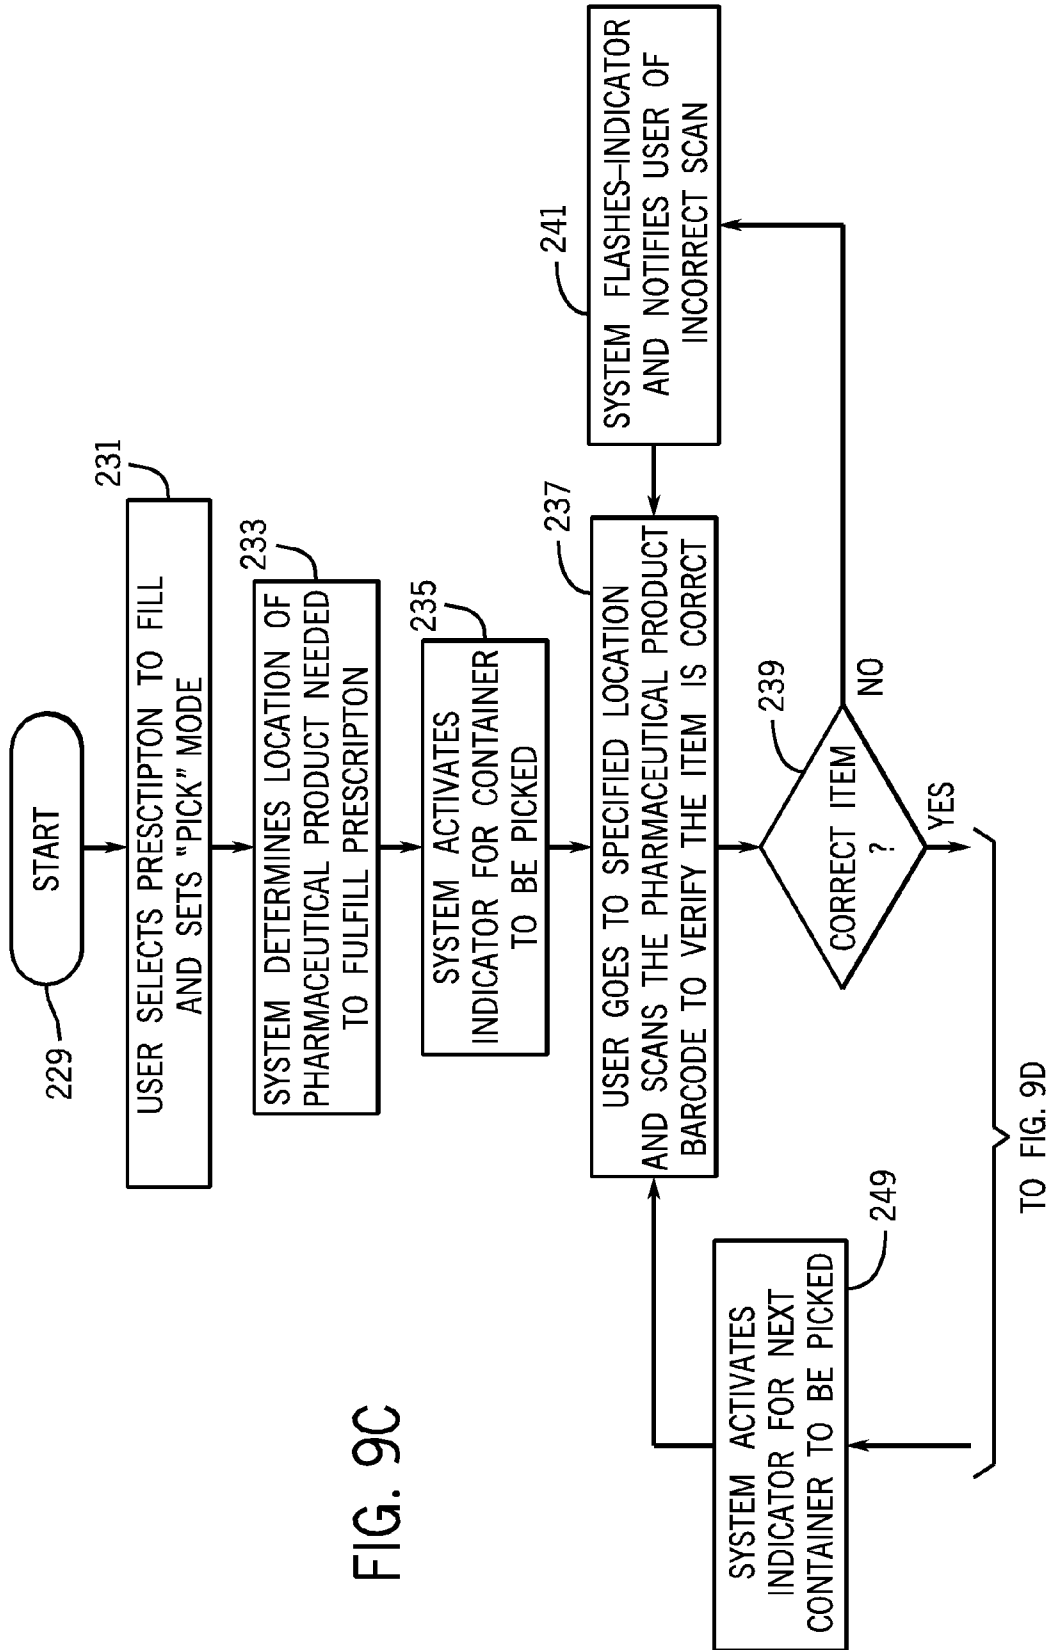 START
229
USER SELECTS PRESCTIPTON TO FILL
AND SETS "PICK" MODE
231
SYSTEM DETERMINES LOCATION OF
PHARMACEUTICAL PRODUCT NEEDED
TO FULFILL PRESCRIPTON
233
SYSTEM ACTIVATES
INDICATOR FOR CONTAINER
TO BE PICKED
235
USER GOES TO SPECIFIED LOCATION
AND SCANS THE PHARMACEUTICAL PRODUCT
BARCODE TO VERIFY THE ITEM IS CORRCT
237
SYSTEM FLASHES–INDICATOR
AND NOTIFIES USER OF
INCORRECT SCAN
241
CORRECT ITEM
?
239
NO
YES
SYSTEM ACTIVATES
INDICATOR FOR NEXT
CONTAINER TO BE PICKED
249
TO FIG. 9D
FIG. 9C